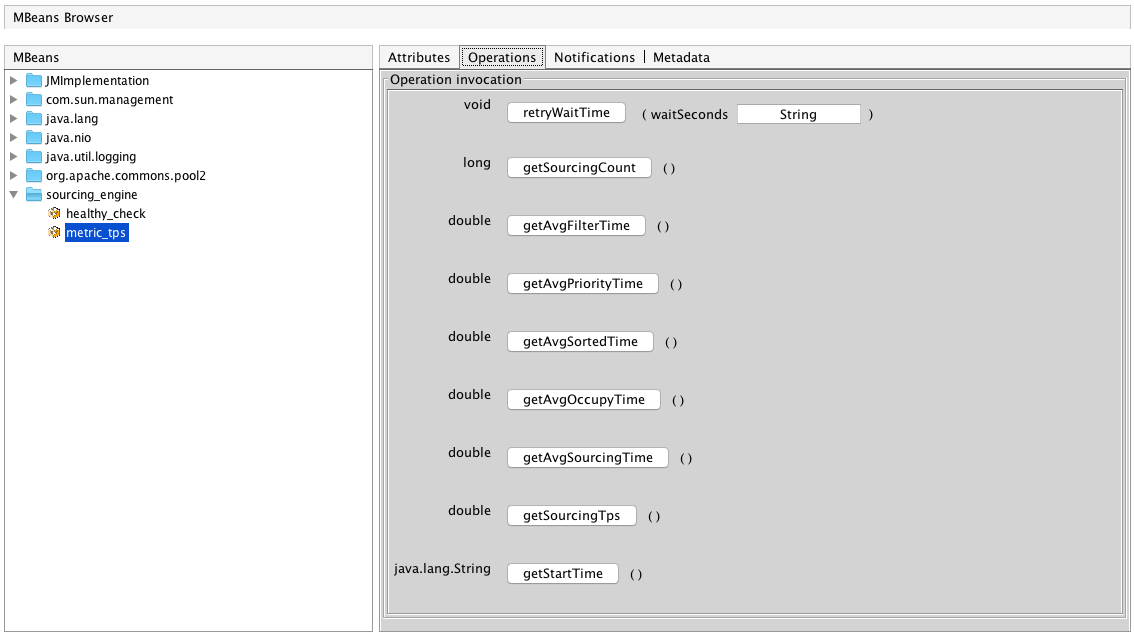 MBeans Browser
MBeans
JMImplementation
com.sun.management
java.lang
java.nio
java.util.logging
org.apache.commons.pool2
sourcing_engine
healthy_check
metric_tps
Attributes Operations Notifications Metadata
Operation invocation
void retryWaitTime ( waitSeconds String )
long getSourcingCount ()
double getAvgFilterTime ()
double getAvgPriorityTime ()
double getAvgSortedTime ()
double getAvgOccupyTime ()
double getAvgSourcingTime ()
double getSourcingTps ()
java.lang.String getStartTime ()